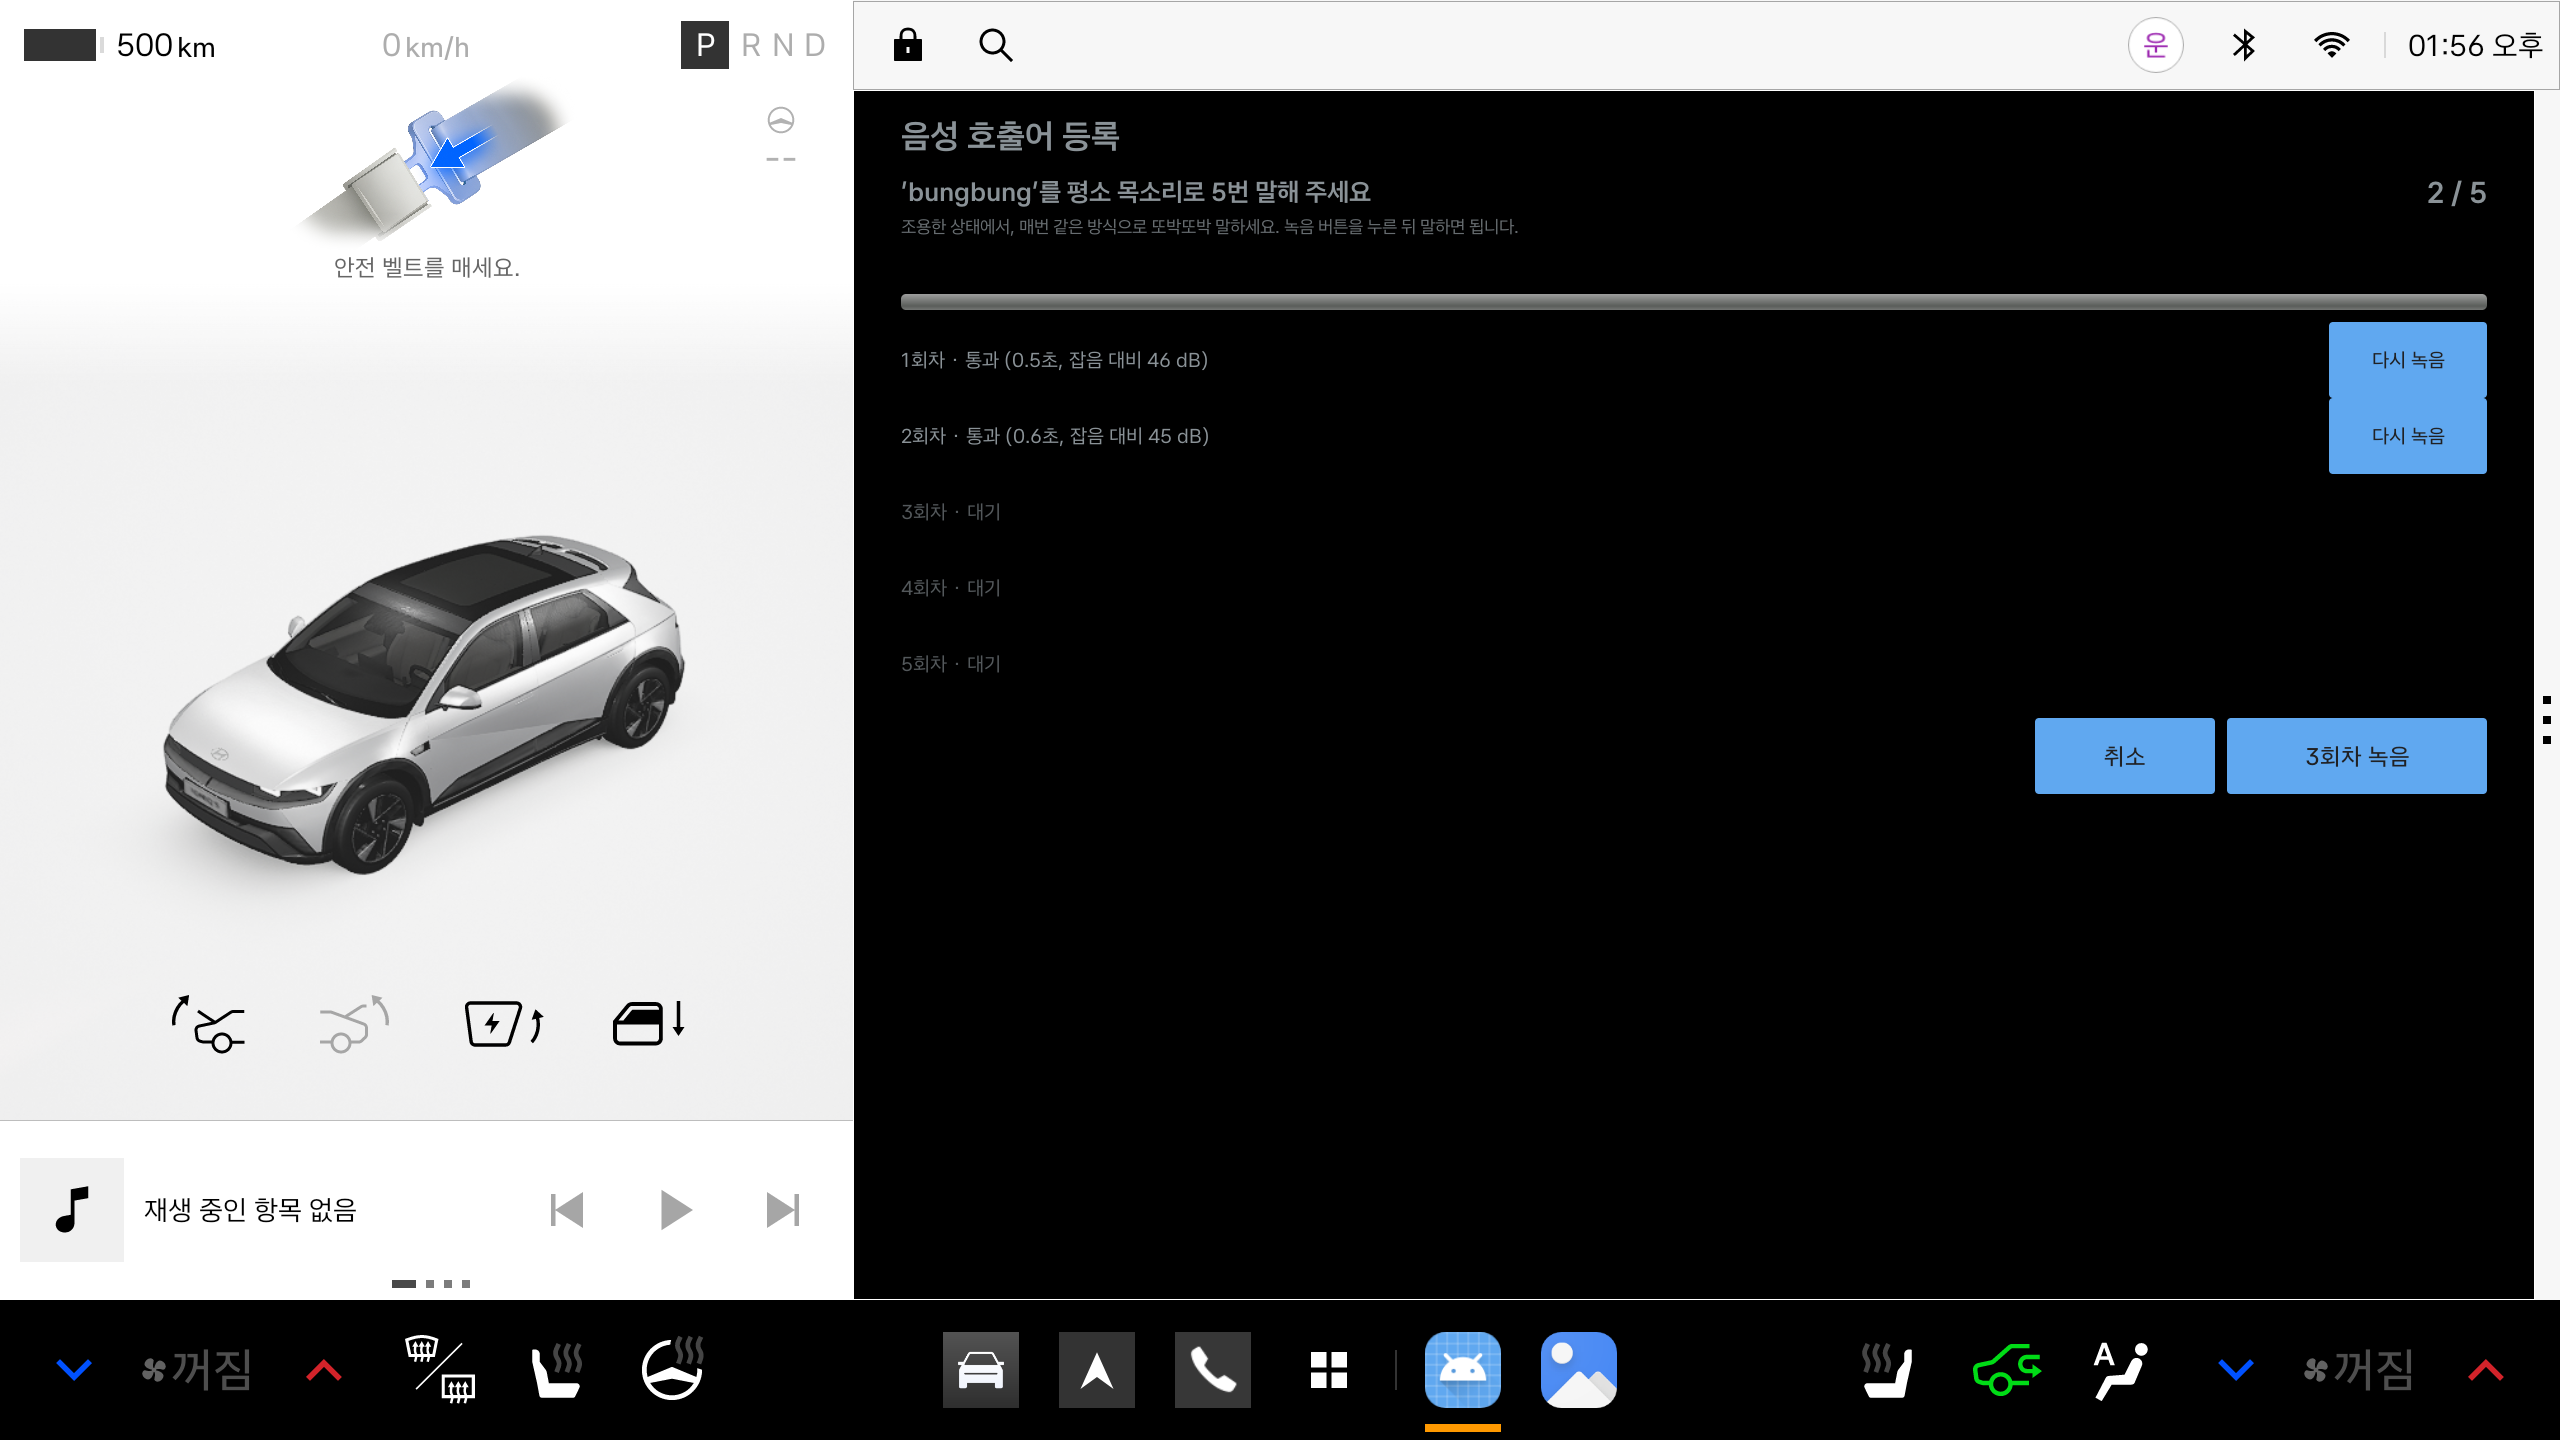 500 km
0 km/h
P R N D
01:56 오후
운
안전 벨트를 매세요.
음성 호출어 등록
‘bungbung’를 평소 목소리로 5번 말해 주세요
2 / 5
조용한 상태에서, 매번 같은 방식으로 또박또박 말하세요. 녹음 버튼을 누른 뒤 말하면 됩니다.
1회차 · 통과 (0.5초, 잡음 대비 46 dB)
다시 녹음
2회차 · 통과 (0.6초, 잡음 대비 45 dB)
다시 녹음
3회차 · 대기
4회차 · 대기
5회차 · 대기
취소
3회차 녹음
재생 중인 항목 없음
꺼짐
A
꺼짐